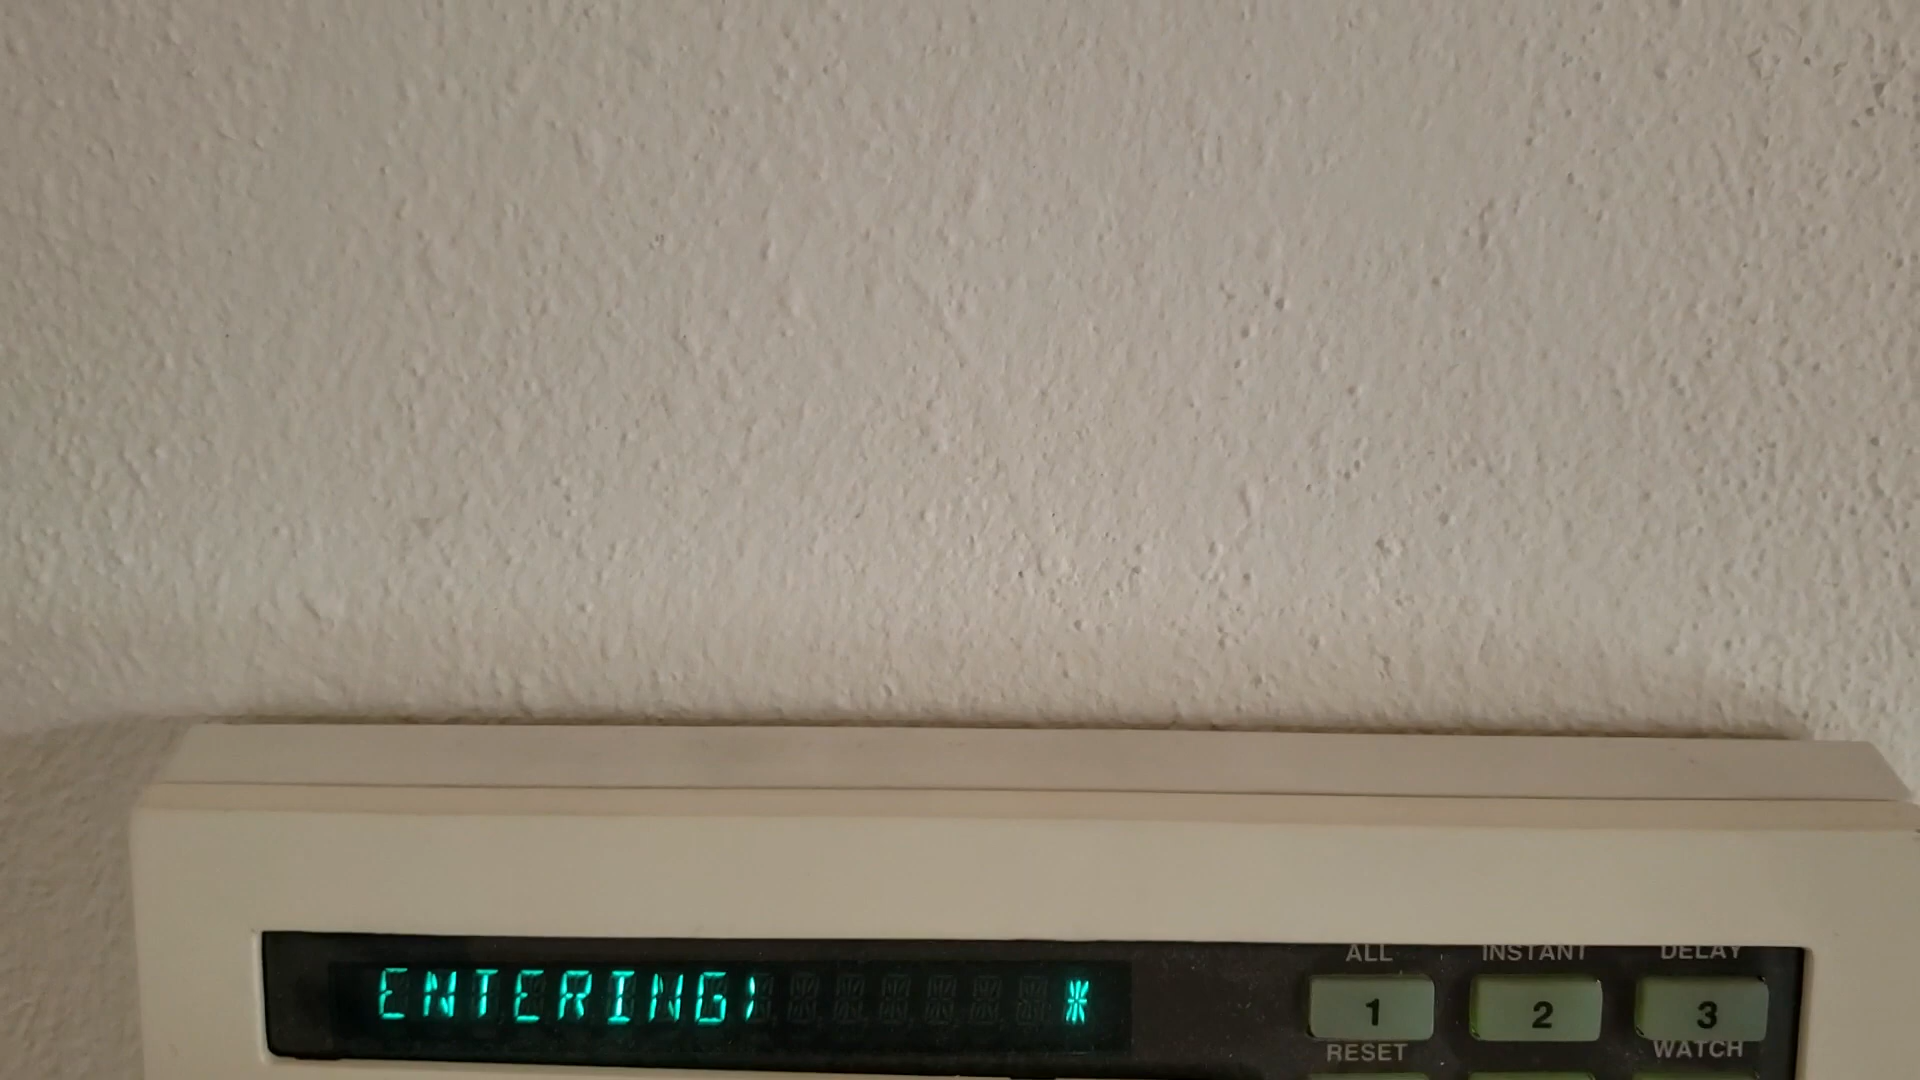 ENTERING: *
ALL INSTANT DELAY
1 2 3
RESET WATCH